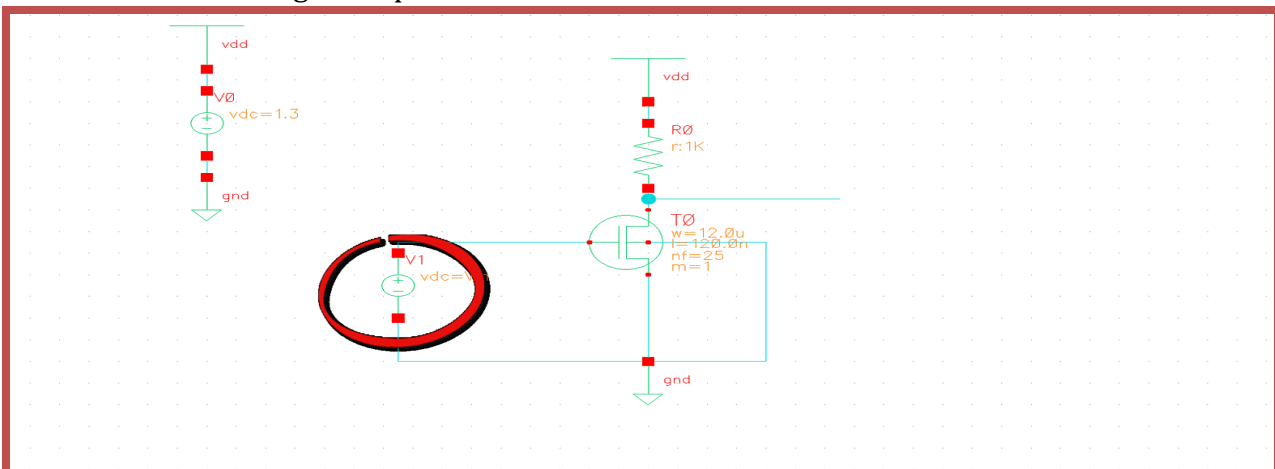 vdd
V0
vdc=1.3
gnd
vdd
R0
r:1K
T0
w=12.0u
l=120.0n
nf=25
m=1
V1
gnd